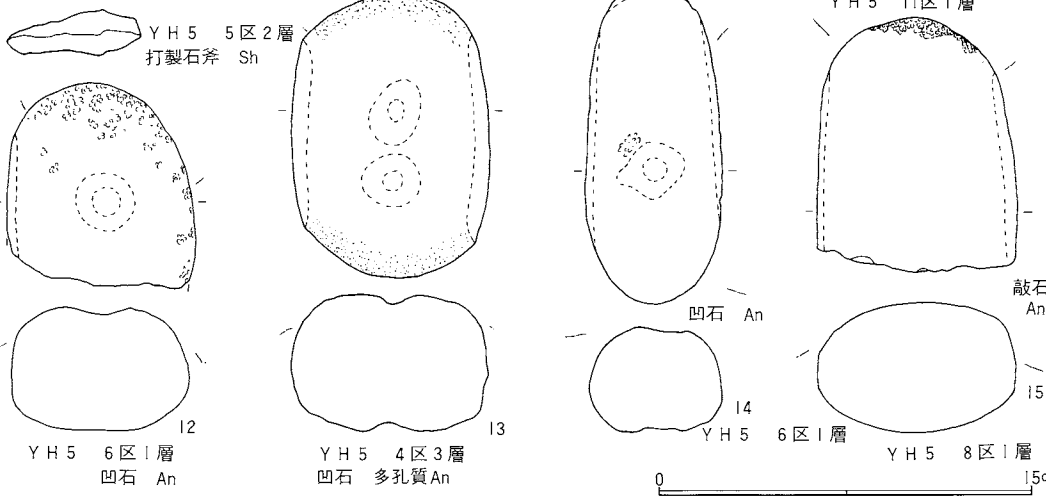 YH5 5区2層
打製石斧 Sh
YH5 11区1層
凹石 An
敲石
An
12
YH5 6区1層
凹石 An
13
YH5 4区3層
凹石 多孔質An
14
YH5 6区1層
15
YH5 8区1層
0 15c